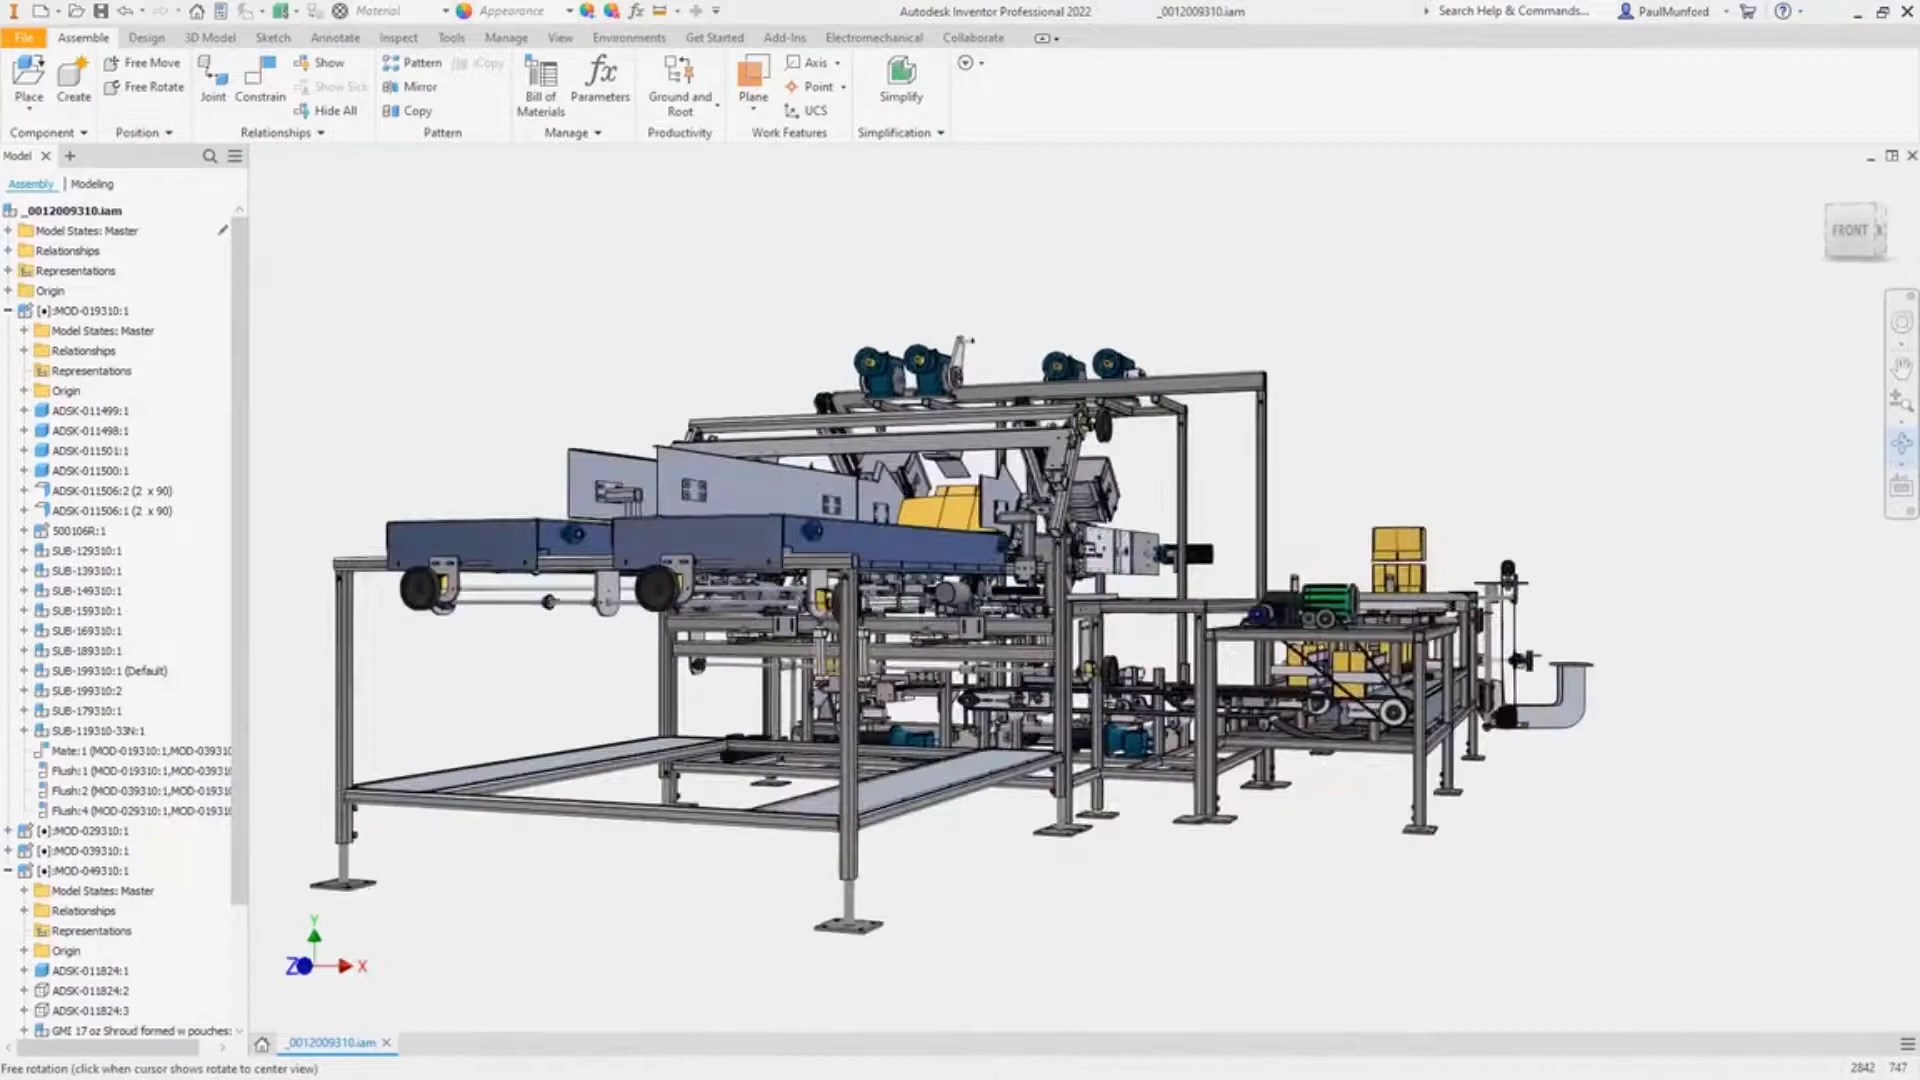 Material Appearance Autodesk Inventor Professional 2022 _0012009310.iam Search Help & Commands... PaulMunford
File Assemble Design 3D Model Sketch Annotate Inspect Tools Manage View Environments Get Started Add-Ins Electromechanical Collaborate
Free Move Show Pattern iCopy Axis
Free Rotate Show Sick Mirror Point
Place Create Joint Constrain Hide All Copy Bill of Materials Parameters Ground and Root Plane UCS Simplify
Component Position Relationships Pattern Manage Productivity Work Features Simplification
Model
Assembly Modeling
_0012009310.iam
Model States: Master
Relationships
Representations
Origin
[•]:MOD-019310:1
Model States: Master
Relationships
Representations
Origin
ADSK-011499:1
ADSK-011498:1
ADSK-011501:1
ADSK-011500:1
ADSK-011506:2 (2 x 90)
ADSK-011506:1 (2 x 90)
500106R:1
SUB-129310:1
SUB-139310:1
SUB-149310:1
SUB-159310:1
SUB-169310:1
SUB-189310:1
SUB-199310:1 (Default)
SUB-199310:2
SUB-179310:1
SUB-119310-33N:1
Mate:1 (MOD-019310:1,MOD-039310
Flush:1 (MOD-019310:1,MOD-039310
Flush:2 (MOD-039310:1,MOD-019310
Flush:4 (MOD-029310:1,MOD-019310
[•]:MOD-029310:1
[•]:MOD-039310:1
[•]:MOD-049310:1
Model States: Master
Relationships
Representations
Origin
ADSK-011824:1
ADSK-011824:2
ADSK-011824:3
GMI 17 oz Shroud formed w pouches:
FRONT
Y
Z X
_0012009310.iam
Free rotation (click when cursor shows rotate to center view) 2842 747